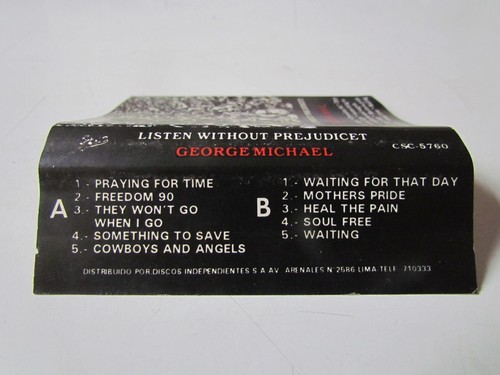 Epic
LISTEN WITHOUT PREJUDICET
GEORGE MICHAEL
CSC-5760
A
1.- PRAYING FOR TIME
2.- FREEDOM 90
3.- THEY WON'T GO
WHEN I GO
4.- SOMETHING TO SAVE
5.- COWBOYS AND ANGELS
B
1.- WAITING FOR THAT DAY
2.- MOTHERS PRIDE
3.- HEAL THE PAIN
4.- SOUL FREE
5.- WAITING
DISTRIBUIDO POR.DISCOS INDEPENDIENTES S.A AV. ARENALES N°2586-LIMA TELF. 710333